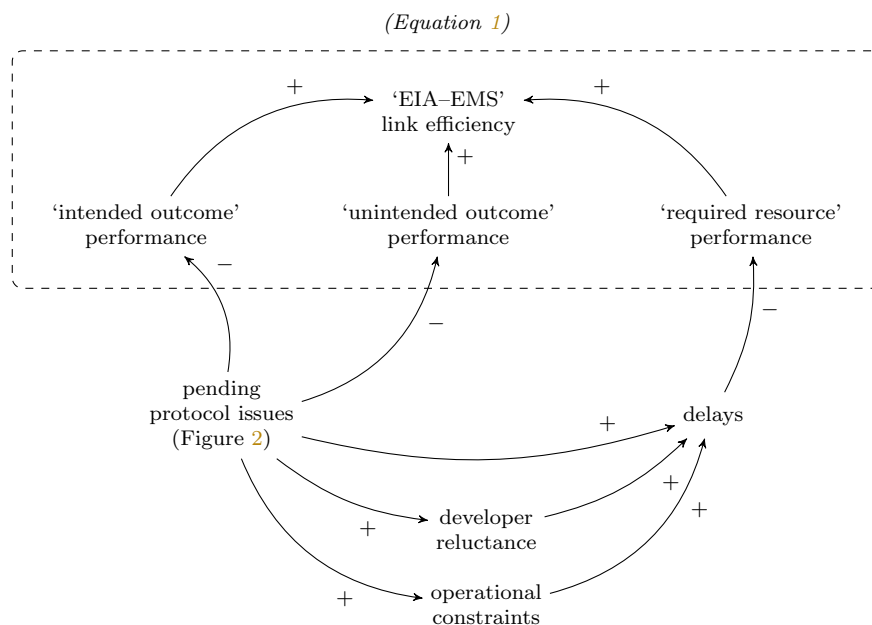 (Equation 1)
+
+
‘EIA–EMS’
link efficiency
+
‘intended outcome’
performance
‘unintended outcome’
performance
‘required resource’
performance
−
−
−
pending
protocol issues
(Figure 2)
delays
+
+
+
developer
reluctance
+
+
operational
constraints